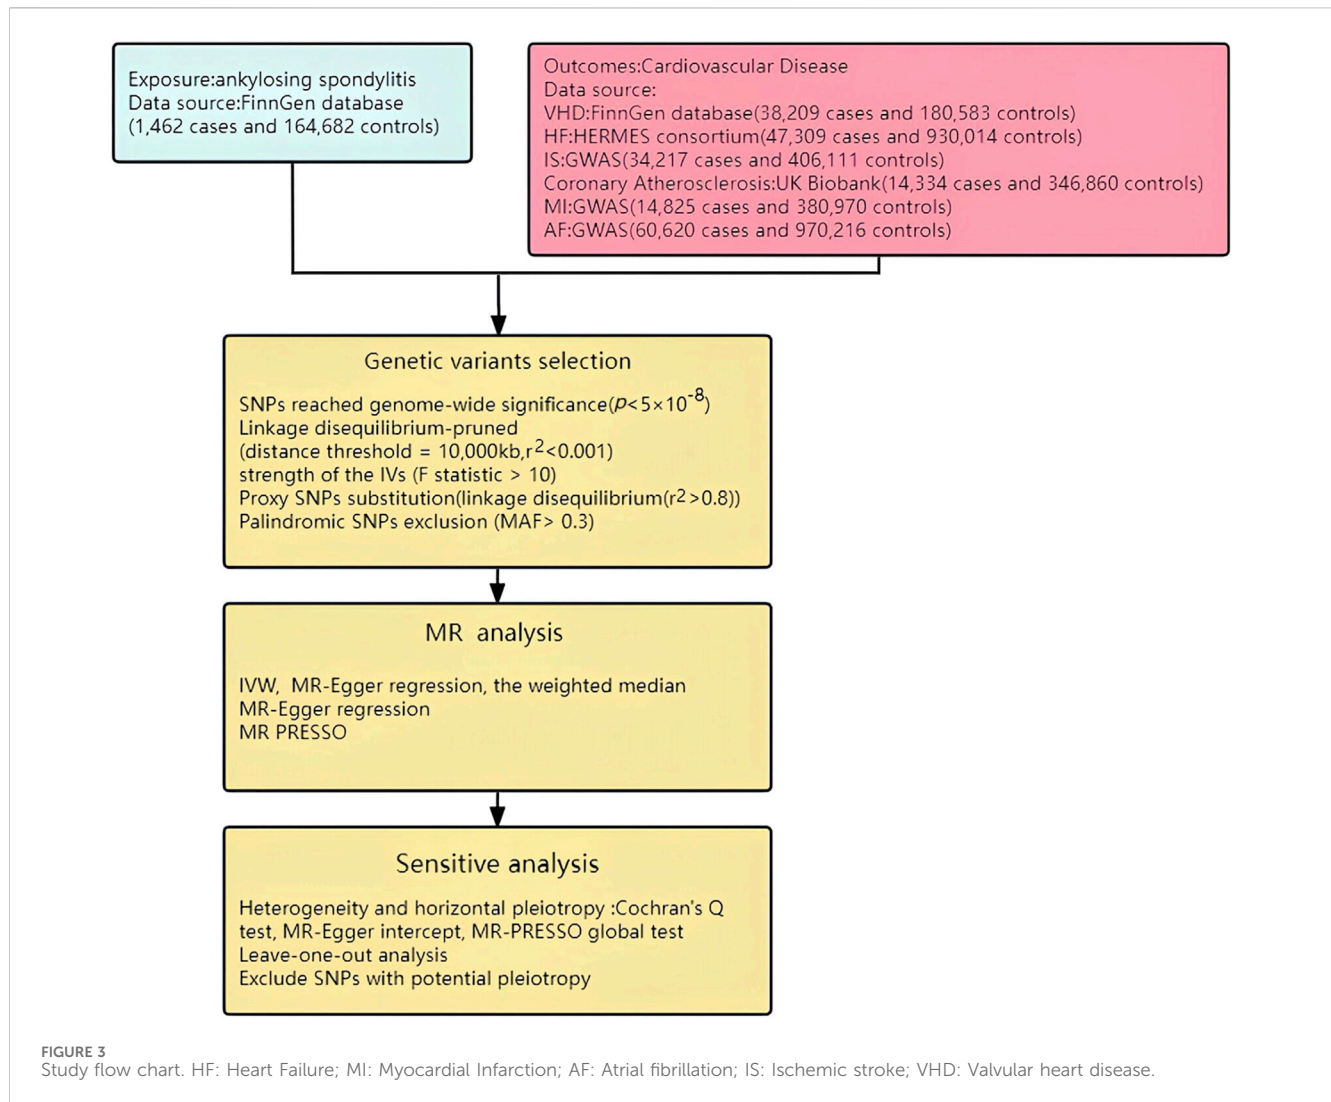 Exposure:ankylosing spondylitis
Data source:FinnGen database
(1,462 cases and 164,682 controls)
Outcomes:Cardiovascular Disease
Data source:
VHD:FinnGen database(38,209 cases and 180,583 controls)
HF:HERMES consortium(47,309 cases and 930,014 controls)
IS:GWAS(34,217 cases and 406,111 controls)
Coronary Atherosclerosis:UK Biobank(14,334 cases and 346,860 controls)
MI:GWAS(14,825 cases and 380,970 controls)
AF:GWAS(60,620 cases and 970,216 controls)
Genetic variants selection
SNPs reached genome-wide significance(p<5×10⁻⁸)
Linkage disequilibrium-pruned
(distance threshold = 10,000kb,r²<0.001)
strength of the IVs (F statistic > 10)
Proxy SNPs substitution(linkage disequilibrium(r²>0.8))
Palindromic SNPs exclusion (MAF> 0.3)
MR analysis
IVW, MR-Egger regression, the weighted median
MR-Egger regression
MR PRESSO
Sensitive analysis
Heterogeneity and horizontal pleiotropy :Cochran's Q
test, MR-Egger intercept, MR-PRESSO global test
Leave-one-out analysis
Exclude SNPs with potential pleiotropy
FIGURE 3
Study flow chart. HF: Heart Failure; MI: Myocardial Infarction; AF: Atrial fibrillation; IS: Ischemic stroke; VHD: Valvular heart disease.